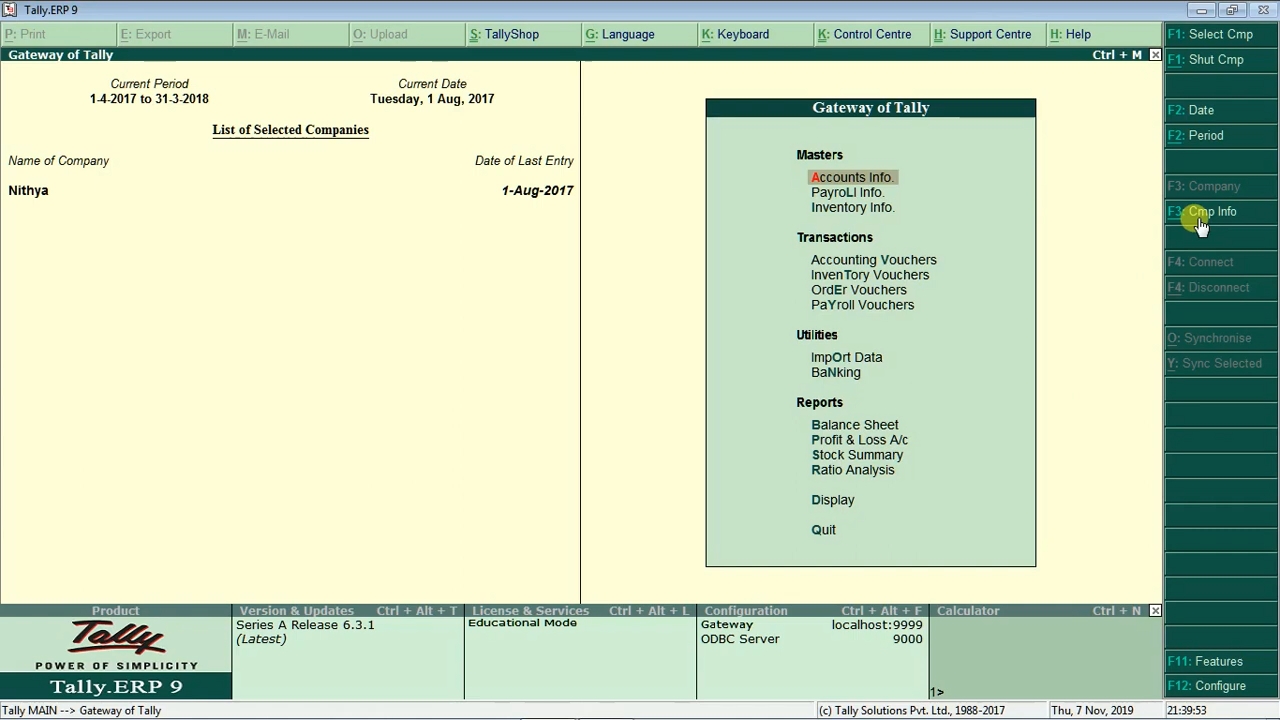 Tally.ERP 9
P: Print
E: Export
M: E-Mail
O: Upload
S: TallyShop
G: Language
K: Keyboard
K: Control Centre
H: Support Centre
H: Help
Gateway of Tally
Ctrl + M
Current Period
1-4-2017 to 31-3-2018
Current Date
Tuesday, 1 Aug, 2017
List of Selected Companies
Name of Company
Date of Last Entry
Nithya
1-Aug-2017
Gateway of Tally
Masters
Accounts Info.
PayroLl Info.
Inventory Info.
Transactions
Accounting Vouchers
InvenTory Vouchers
OrdEr Vouchers
PaYroll Vouchers
Utilities
ImpOrt Data
BaNking
Reports
Balance Sheet
Profit & Loss A/c
Stock Summary
Ratio Analysis
Display
Quit
F1: Select Cmp
F1: Shut Cmp
F2: Date
F2: Period
F3: Company
F3: Cmp Info
F4: Connect
F4: Disconnect
O: Synchronise
Y: Sync Selected
F11: Features
F12: Configure
Product
Tally
POWER OF SIMPLICITY
Tally.ERP 9
Version & Updates
Ctrl + Alt + T
Series A Release 6.3.1
(Latest)
License & Services
Ctrl + Alt + L
Educational Mode
Configuration
Ctrl + Alt + F
Gateway
localhost:9999
ODBC Server
9000
Calculator
Ctrl + N
1>
Tally MAIN --> Gateway of Tally
(c) Tally Solutions Pvt. Ltd., 1988-2017
Thu, 7 Nov, 2019
21:39:53